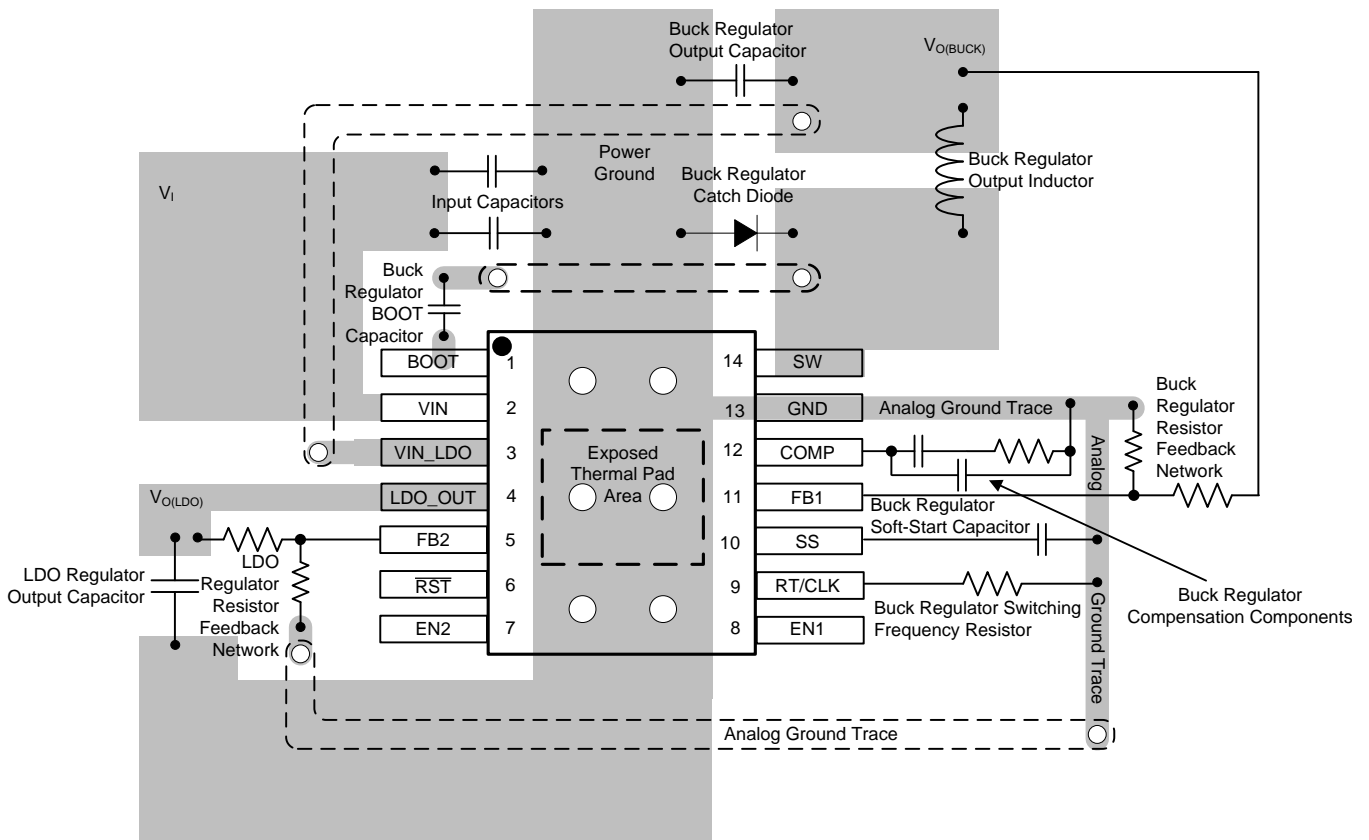 Buck Regulator
Output Capacitor
VO(BUCK)
Power
Ground
Buck Regulator
Catch Diode
Buck Regulator
Output Inductor
VI
Input Capacitors
Buck
Regulator
BOOT
Capacitor
BOOT
1
14
SW
VIN
2
13
GND
Analog Ground Trace
Buck
Regulator
Resistor
Feedback
Network
VIN_LDO
3
12
COMP
Exposed
Thermal Pad
Area
Analog
Ground Trace
VO(LDO)
LDO_OUT
4
11
FB1
Buck Regulator
Soft-Start Capacitor
FB2
5
10
SS
LDO Regulator
Output Capacitor
LDO
Regulator
Resistor
Feedback
Network
RST
6
9
RT/CLK
Buck Regulator Switching
Frequency Resistor
Buck Regulator
Compensation Components
EN2
7
8
EN1
Analog Ground Trace